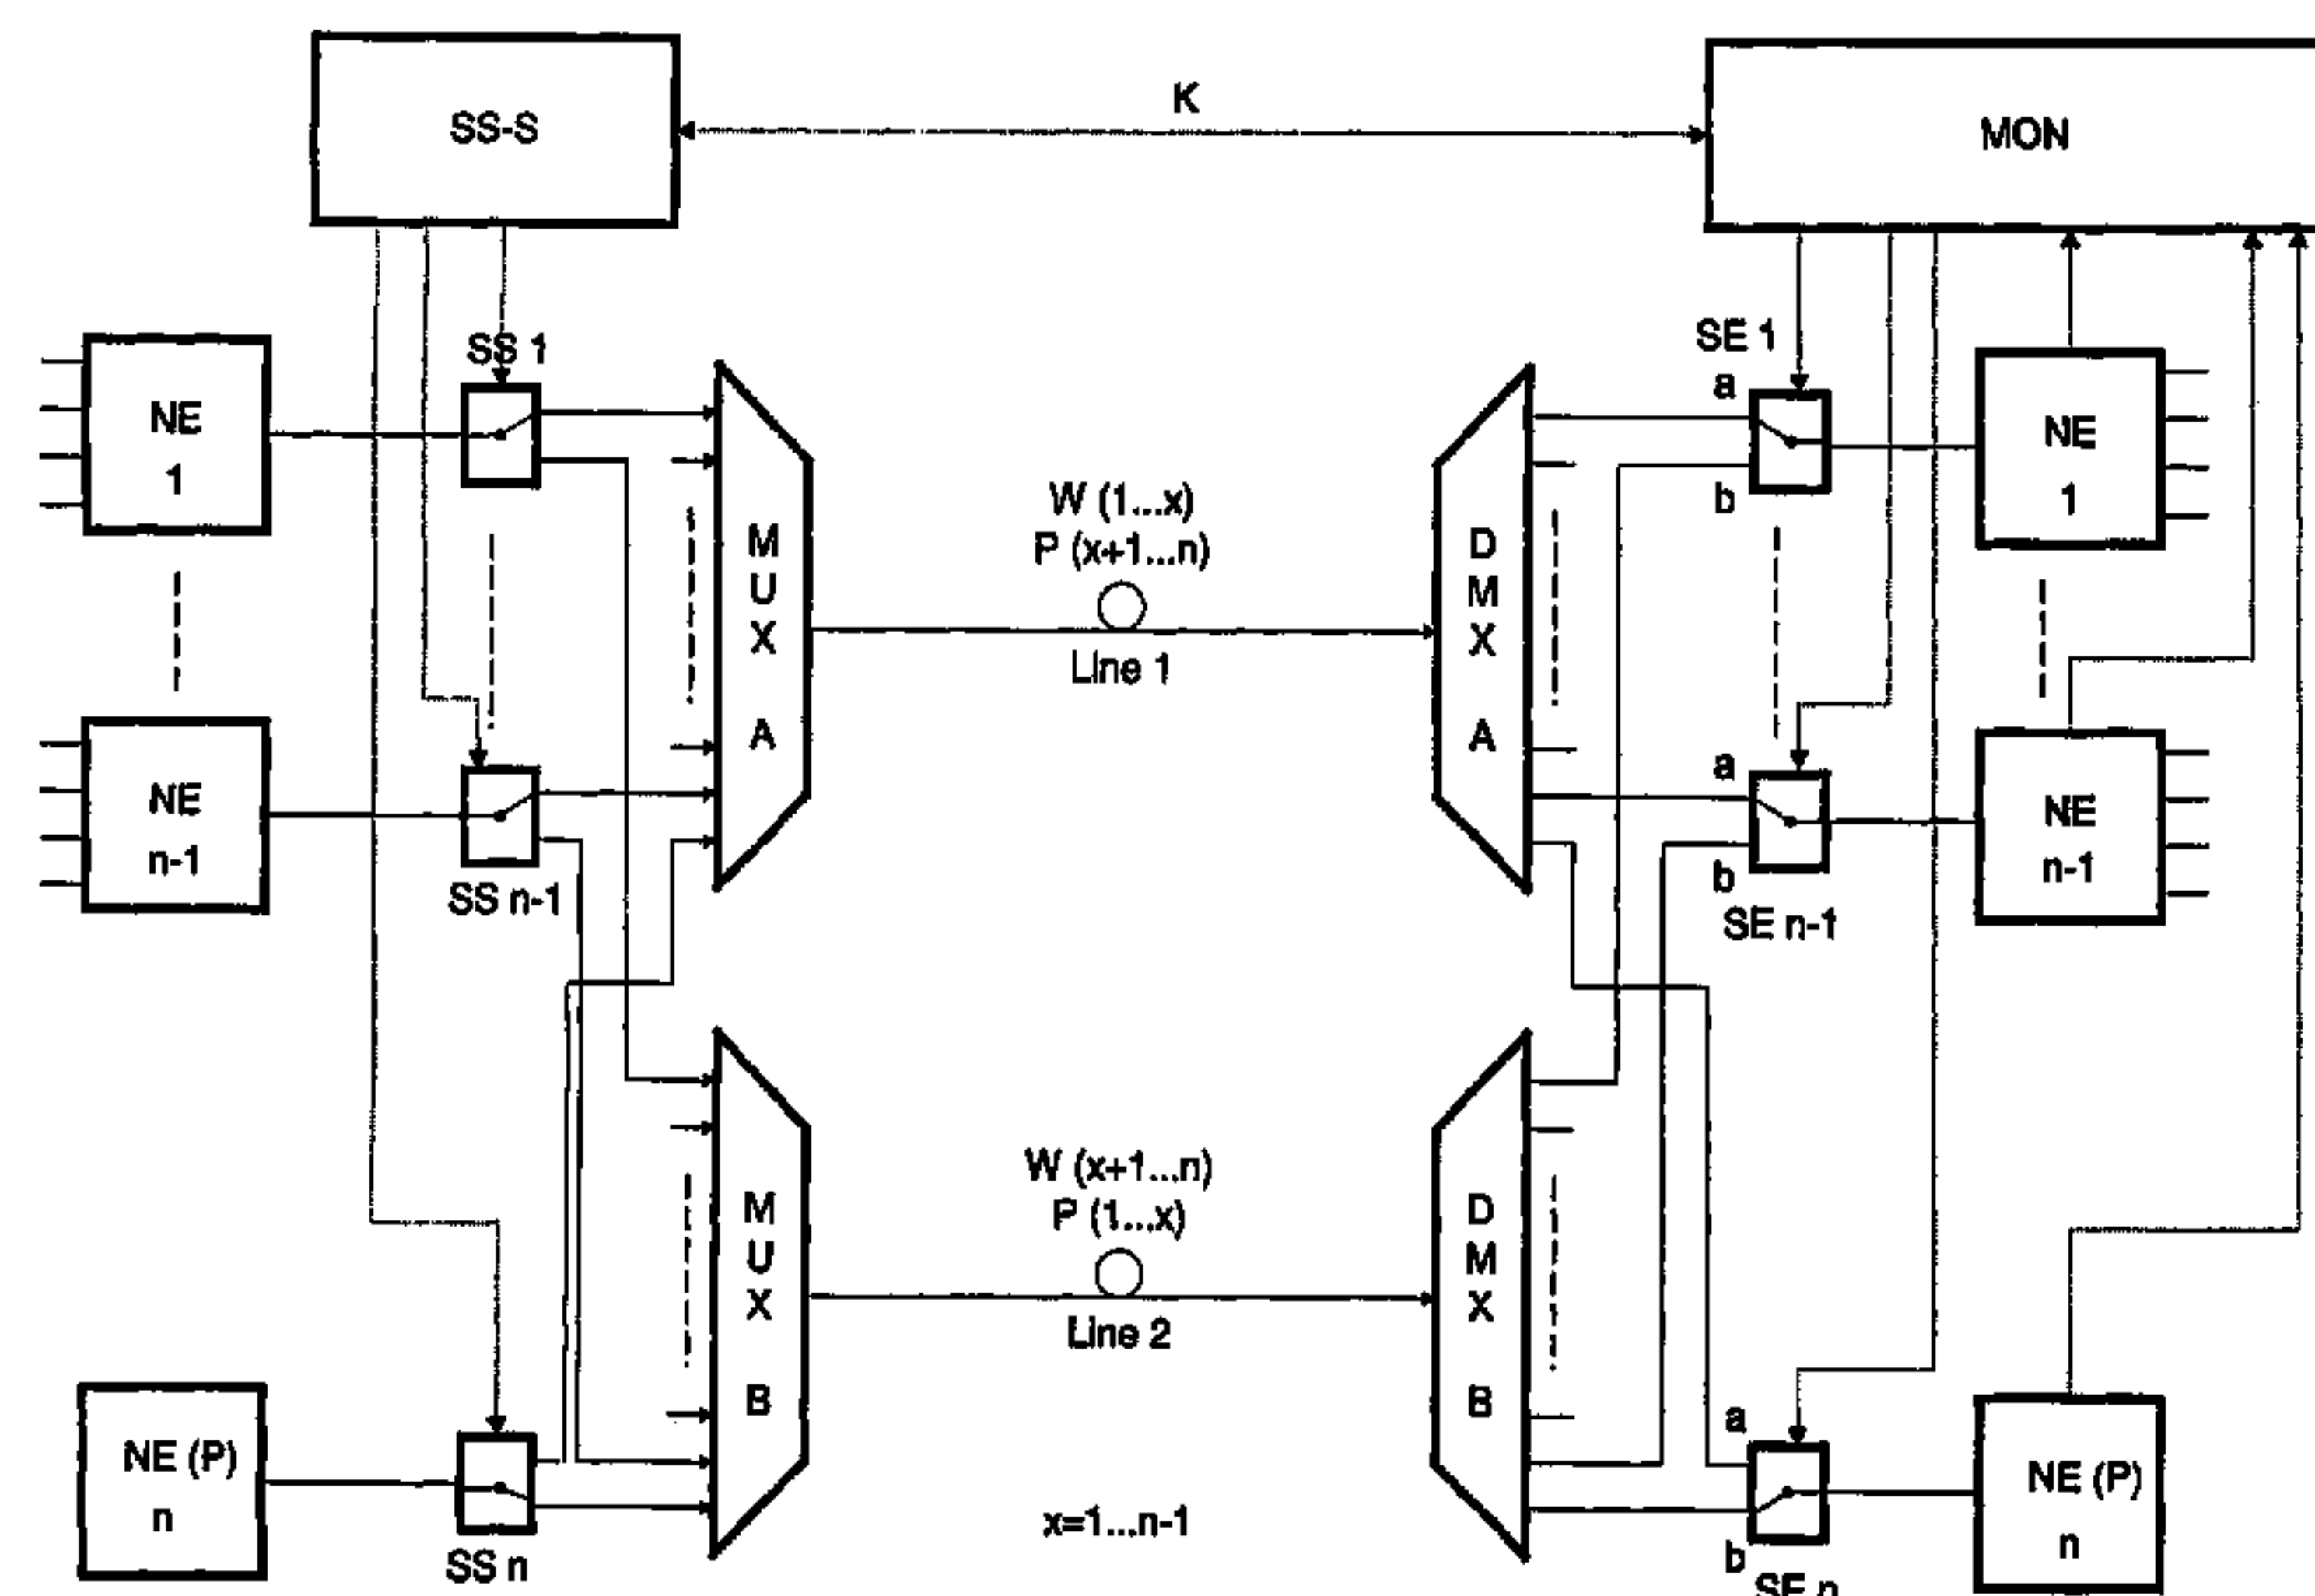 SS-S
K
MON
SS 1
SE 1
a
b
NE
1
W (1...x)
P (x+1...n)
Line 1
M
U
X
A
D
M
X
A
NE
1
NE
n-1
SS n-1
a
b
SE n-1
NE
n-1
W (x+1...n)
P (1...x)
Line 2
M
U
X
B
D
M
X
B
x=1...n-1
NE (P)
n
SS n
a
b
SE n
NE (P)
n